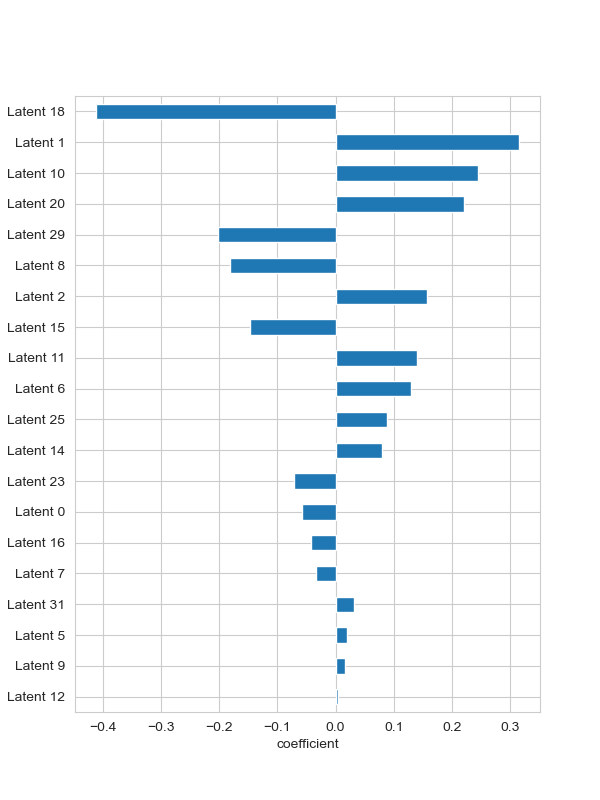 Latent 18
Latent 1
Latent 10
Latent 20
Latent 29
Latent 8
Latent 2
Latent 15
Latent 11
Latent 6
Latent 25
Latent 14
Latent 23
Latent 0
Latent 16
Latent 7
Latent 31
Latent 5
Latent 9
Latent 12
−0.4 −0.3 −0.2 −0.1 0.0 0.1 0.2 0.3
coefficient